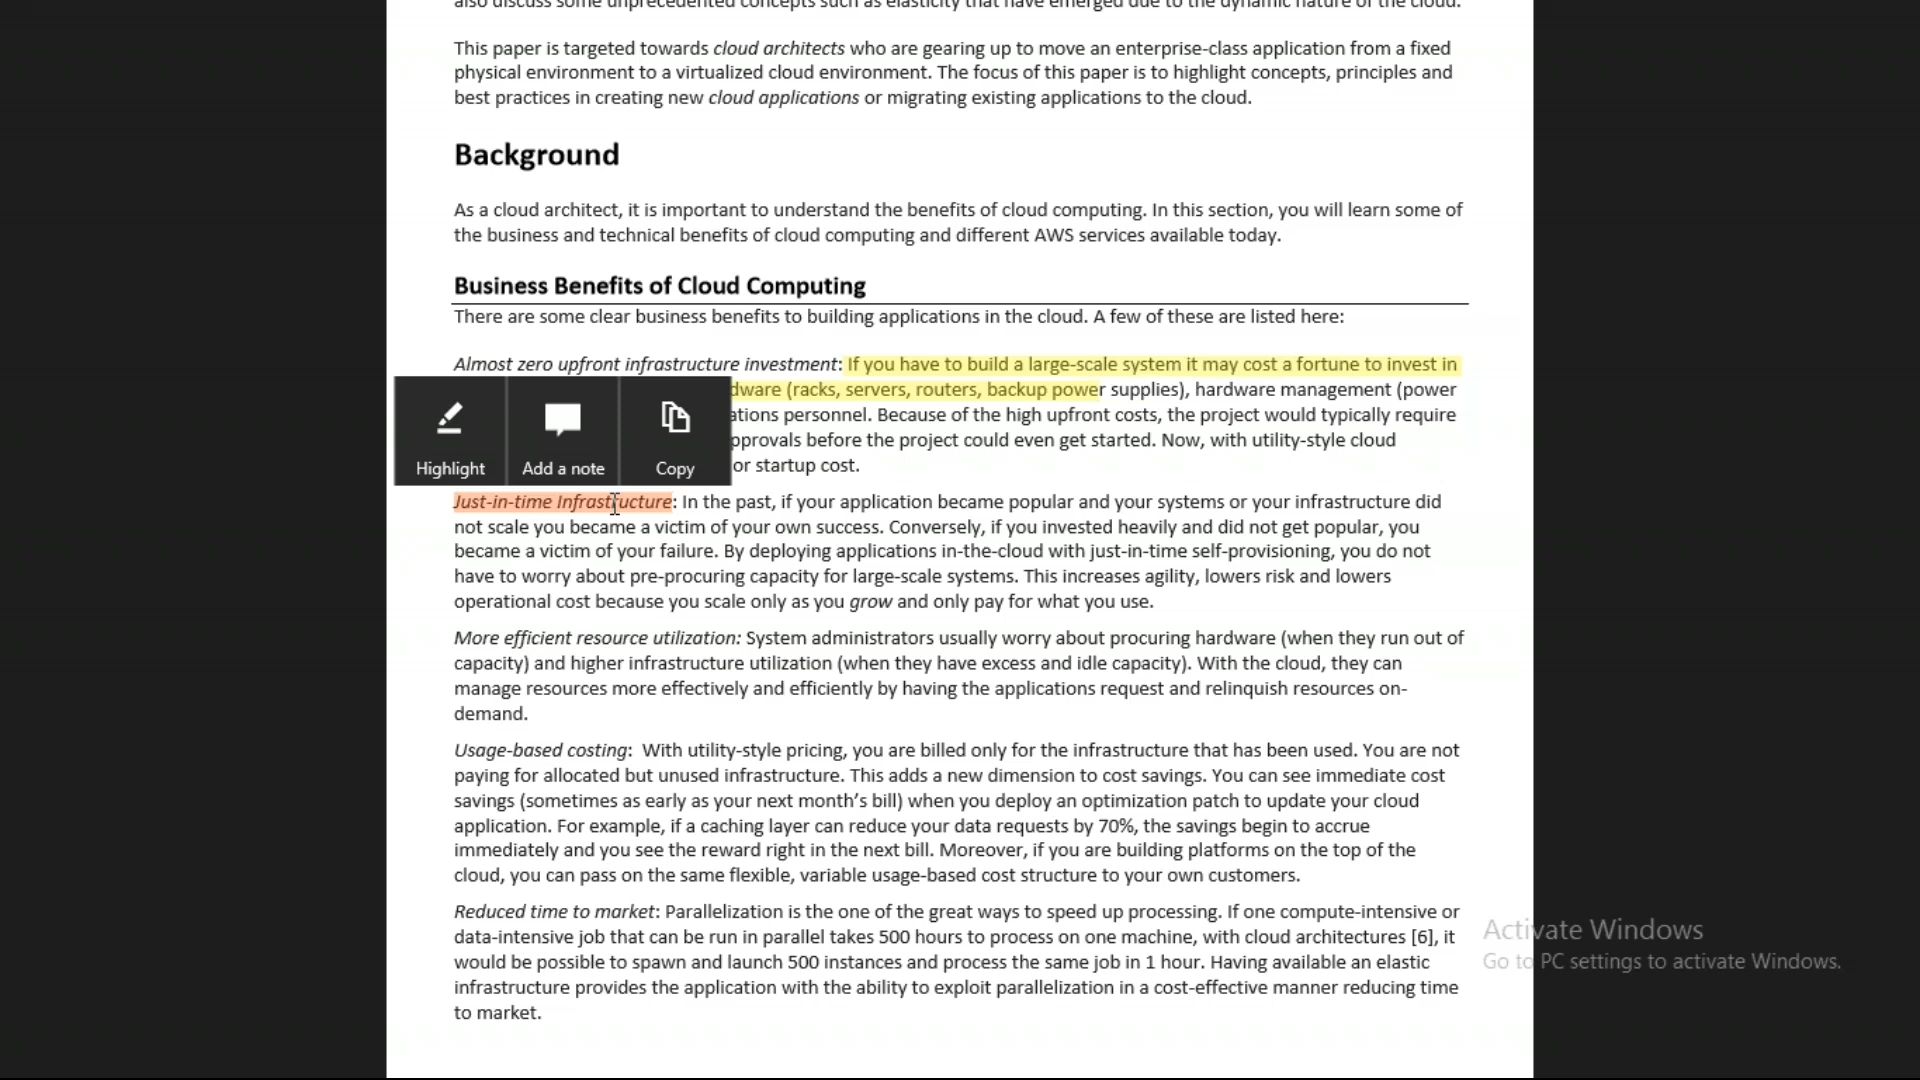 also discuss some unprecedented concepts such as elasticity that have emerged due to the dynamic nature of the cloud.
This paper is targeted towards cloud architects who are gearing up to move an enterprise-class application from a fixed
physical environment to a virtualized cloud environment. The focus of this paper is to highlight concepts, principles and
best practices in creating new cloud applications or migrating existing applications to the cloud.
Background
As a cloud architect, it is important to understand the benefits of cloud computing. In this section, you will learn some of
the business and technical benefits of cloud computing and different AWS services available today.
Business Benefits of Cloud Computing
There are some clear business benefits to building applications in the cloud. A few of these are listed here:
Almost zero upfront infrastructure investment: If you have to build a large-scale system it may cost a fortune to invest in
dware (racks, servers, routers, backup power supplies), hardware management (power
ations personnel. Because of the high upfront costs, the project would typically require
pprovals before the project could even get started. Now, with utility-style cloud
or startup cost.
Highlight
Add a note
Copy
Just-in-time Infrastructure: In the past, if your application became popular and your systems or your infrastructure did
not scale you became a victim of your own success. Conversely, if you invested heavily and did not get popular, you
became a victim of your failure. By deploying applications in-the-cloud with just-in-time self-provisioning, you do not
have to worry about pre-procuring capacity for large-scale systems. This increases agility, lowers risk and lowers
operational cost because you scale only as you grow and only pay for what you use.
More efficient resource utilization: System administrators usually worry about procuring hardware (when they run out of
capacity) and higher infrastructure utilization (when they have excess and idle capacity). With the cloud, they can
manage resources more effectively and efficiently by having the applications request and relinquish resources on-
demand.
Usage-based costing: With utility-style pricing, you are billed only for the infrastructure that has been used. You are not
paying for allocated but unused infrastructure. This adds a new dimension to cost savings. You can see immediate cost
savings (sometimes as early as your next month’s bill) when you deploy an optimization patch to update your cloud
application. For example, if a caching layer can reduce your data requests by 70%, the savings begin to accrue
immediately and you see the reward right in the next bill. Moreover, if you are building platforms on the top of the
cloud, you can pass on the same flexible, variable usage-based cost structure to your own customers.
Reduced time to market: Parallelization is the one of the great ways to speed up processing. If one compute-intensive or
data-intensive job that can be run in parallel takes 500 hours to process on one machine, with cloud architectures [6], it
would be possible to spawn and launch 500 instances and process the same job in 1 hour. Having available an elastic
infrastructure provides the application with the ability to exploit parallelization in a cost-effective manner reducing time
to market.
Activate Windows
Go to PC settings to activate Windows.